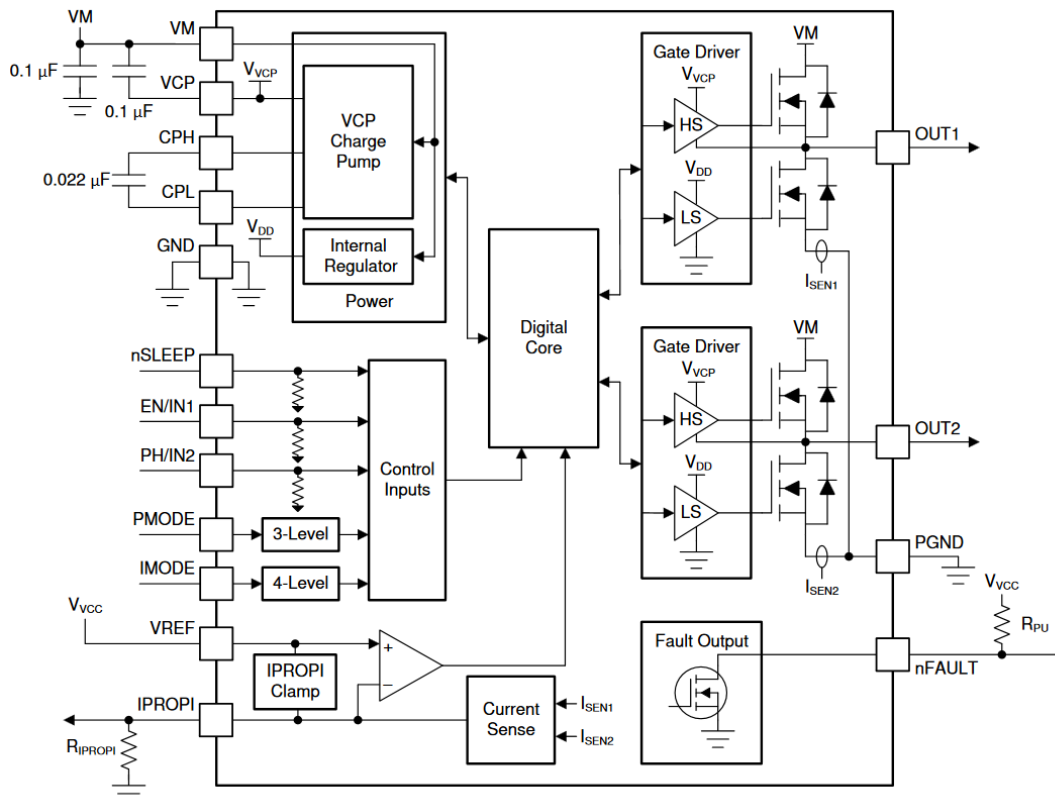 VM
VM
0.1 μF
VCP
VVCP
0.1 μF
CPH
0.022 μF
CPL
VDD
GND
VCP
Charge
Pump
Internal
Regulator
Power
nSLEEP
EN/IN1
PH/IN2
PMODE
3-Level
IMODE
4-Level
Control
Inputs
VVCC
VREF
IPROPI
Clamp
+
−
IPROPI
RIPROPI
Current
Sense
ISEN1
ISEN2
Digital
Core
Gate Driver
VVCP
HS
VDD
LS
VM
OUT1
ISEN1
Gate Driver
VVCP
HS
VDD
LS
VM
OUT2
ISEN2
PGND
VVCC
RPU
Fault Output
nFAULT